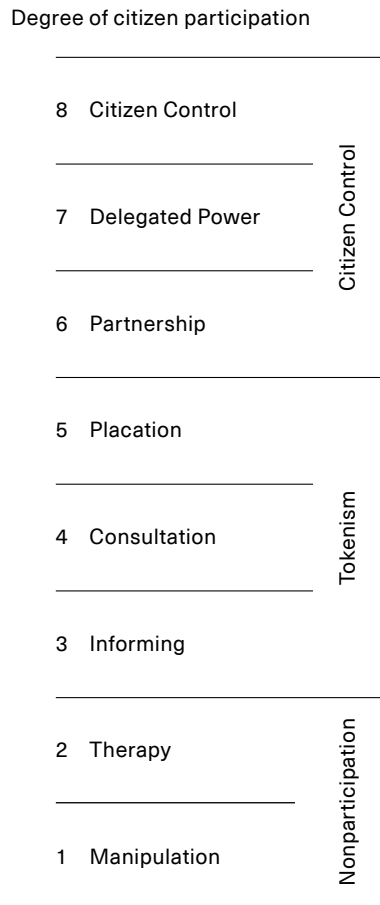 Degree of citizen participation
8 Citizen Control
7 Delegated Power
6 Partnership
Citizen Control
5 Placation
4 Consultation
3 Informing
Tokenism
2 Therapy
1 Manipulation
Nonparticipation